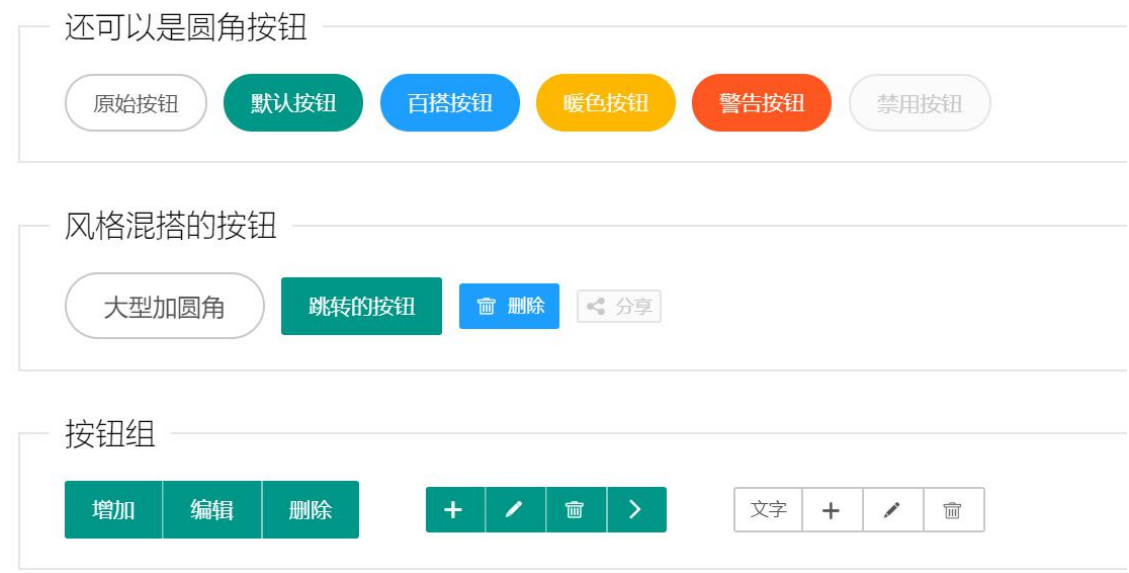 还可以是圆角按钮
原始按钮 默认按钮 百搭按钮 暖色按钮 警告按钮 禁用按钮
风格混搭的按钮
大型加圆角 跳转的按钮 删除 分享
按钮组
增加 编辑 删除 文字